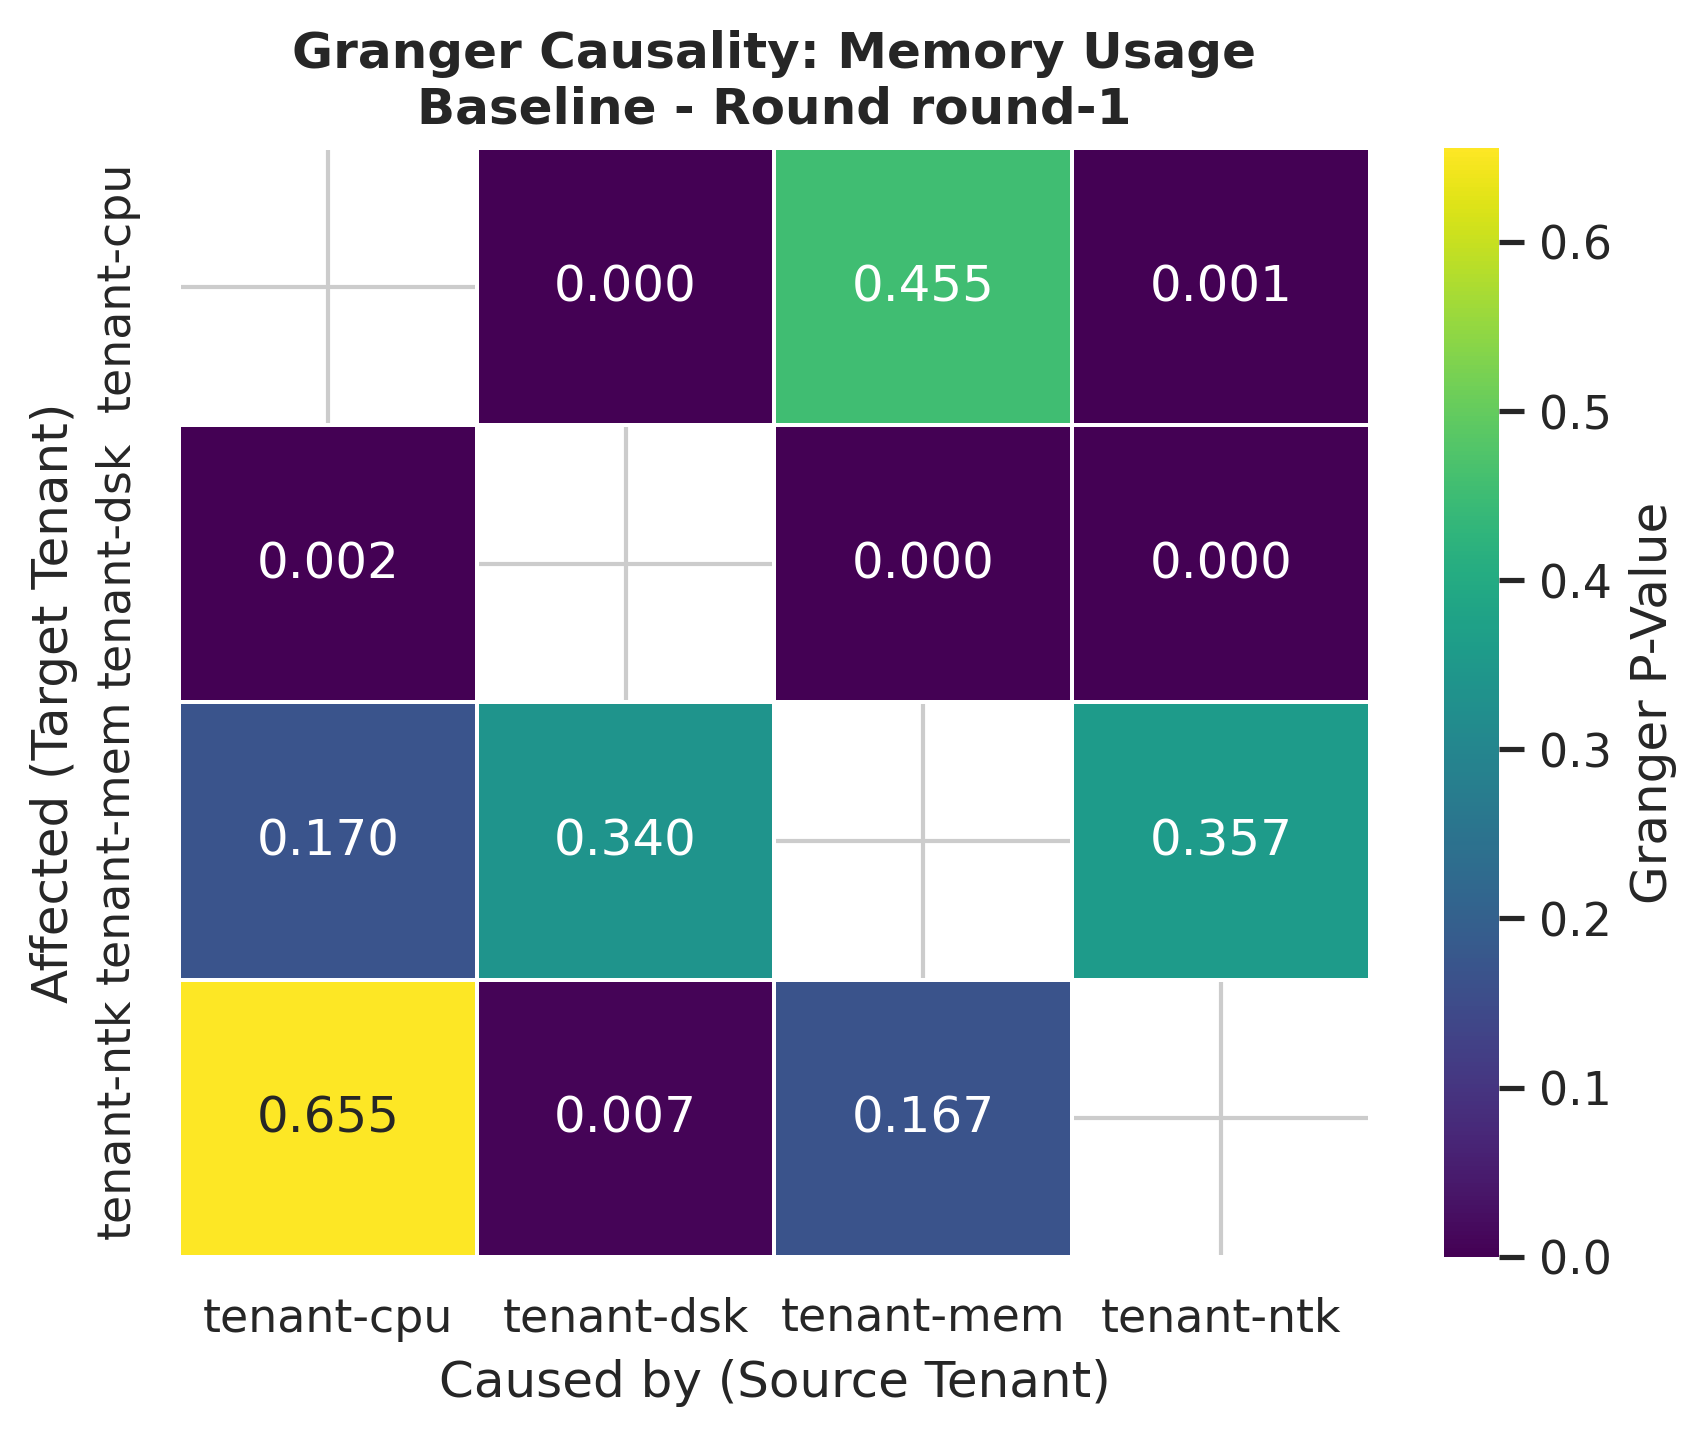 Granger Causality: Memory Usage
Baseline - Round round-1
Affected (Target Tenant)
tenant-cpu
0.000
0.455
0.001
tenant-dsk
0.002
0.000
0.000
tenant-mem
0.170
0.340
0.357
tenant-ntk
0.655
0.007
0.167
tenant-cpu
tenant-dsk
tenant-mem
tenant-ntk
Caused by (Source Tenant)
0.6
0.5
0.4
0.3
0.2
0.1
0.0
Granger P-Value